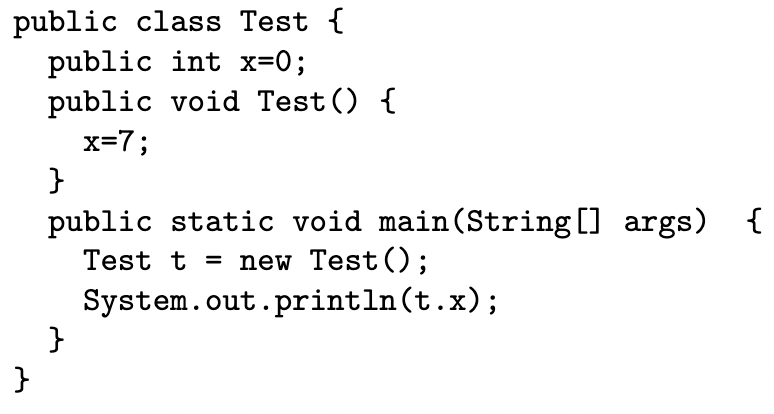 public class Test {
  public int x=0;
  public void Test() {
    x=7;
  }
  public static void main(String[] args)  {
    Test t = new Test();
    System.out.println(t.x);
  }
}